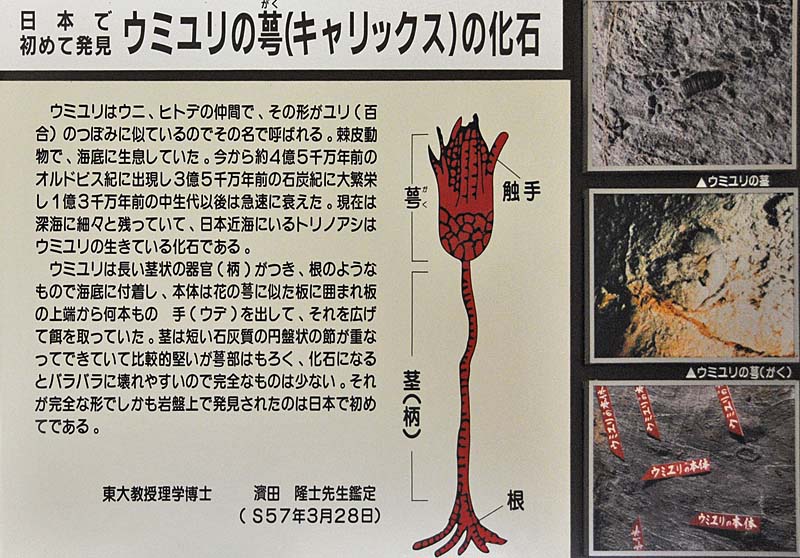 日本で
初めて発見
ウミユリの萼(キャリックス)の化石
がく
ウミユリはウニ、ヒトデの仲間で、その形がユリ(百
合)のつぼみに似ているのでその名で呼ばれる。棘皮動
物で、海底に生息していた。今から約4億5千万年前の
オルドビス紀に出現し3億5千万年前の石炭紀に大繁栄
し1億3千万年前の中生代以後は急速に衰えた。現在は
深海に細々と残っていて、日本近海にいるトリノアシは
ウミユリの生きている化石である。
ウミユリは長い茎状の器官(柄)がつき、根のような
もので海底に付着し、本体は花の萼に似た板に囲まれ板
の上端から何本もの 手(ウデ)を出して、それを広げ
て餌を取っていた。茎は短い石灰質の円盤状の節が重な
ってできていて比較的堅いが萼部はもろく、化石になる
とバラバラに壊れやすいので完全なものは少ない。それ
が完全な形でしかも岩盤上で発見されたのは日本で初め
てである。
東大教授理学博士 濱田 隆士先生鑑定
(S57年3月28日)
触手
萼
がく
茎(柄)
根
▲ウミユリの茎
▲ウミユリの萼(がく)
ウミユリの本体
ウミユリの本体
ウミユリの本体
ウミユリの本体
ウミユリの本体